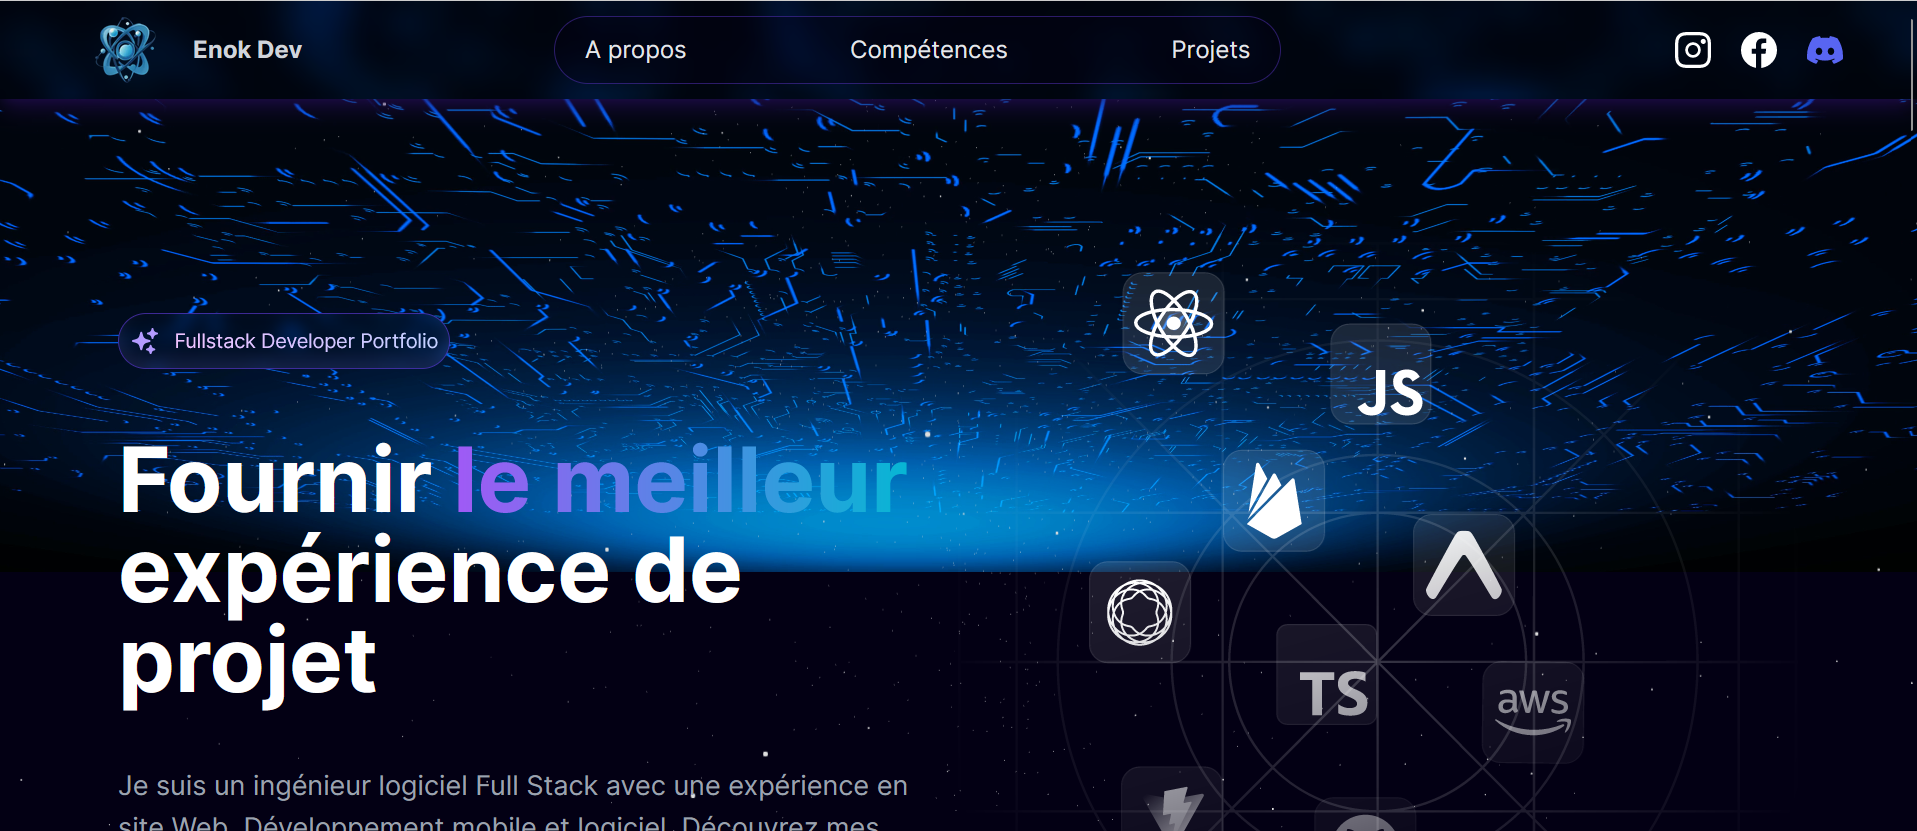 Enok Dev
A propos
Compétences
Projets
Fullstack Developer Portfolio
Fournir le meilleur
expérience de
projet
JS
TS
aws
Je suis un ingénieur logiciel Full Stack avec une expérience en
site Web, Développement mobile et logiciel. Découvrez mes